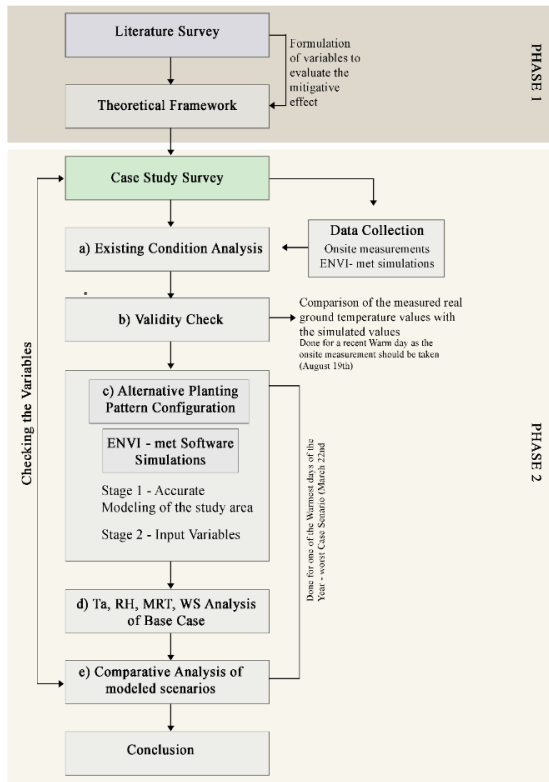 Literature Survey
Formulation
of variables to
evaluate the
mitigative
effect
Theoretical Framework
PHASE 1
Case Study Survey
Data Collection
Onsite measurements
ENVI- met simulations
a) Existing Condition Analysis
b) Validity Check
Comparison of the measured real
ground temperature values with
the simulated values
Done for a recent Warm day as the
onsite measurement should be taken
(August 19th)
c) Alternative Planting
Pattern Configuration
ENVI - met Software
Simulations
Stage 1 - Accurate
Modeling of the study area
Stage 2 - Input Variables
Done for one of the Warmest days of the
Year - worst Case Senario (March 22nd
d) Ta, RH, MRT, WS Analysis
of Base Case
e) Comparative Analysis of
modeled scenarios
Conclusion
Checking the Variables
PHASE 2